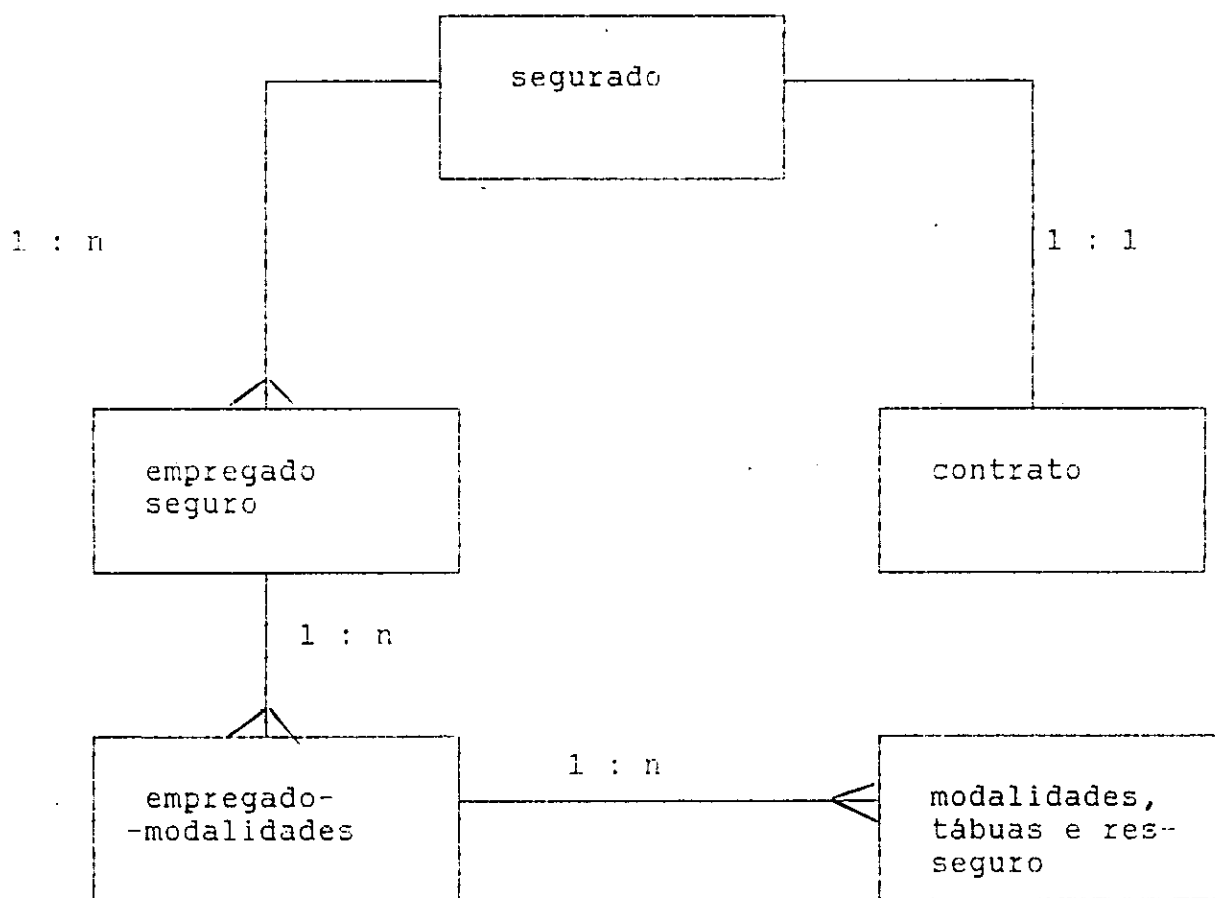 segurado
1 : n
1 : 1
empregado
seguro
contrato
1 : n
empregado-
-modalidades
1 : n
modalidades,
tábuas e res-
seguro